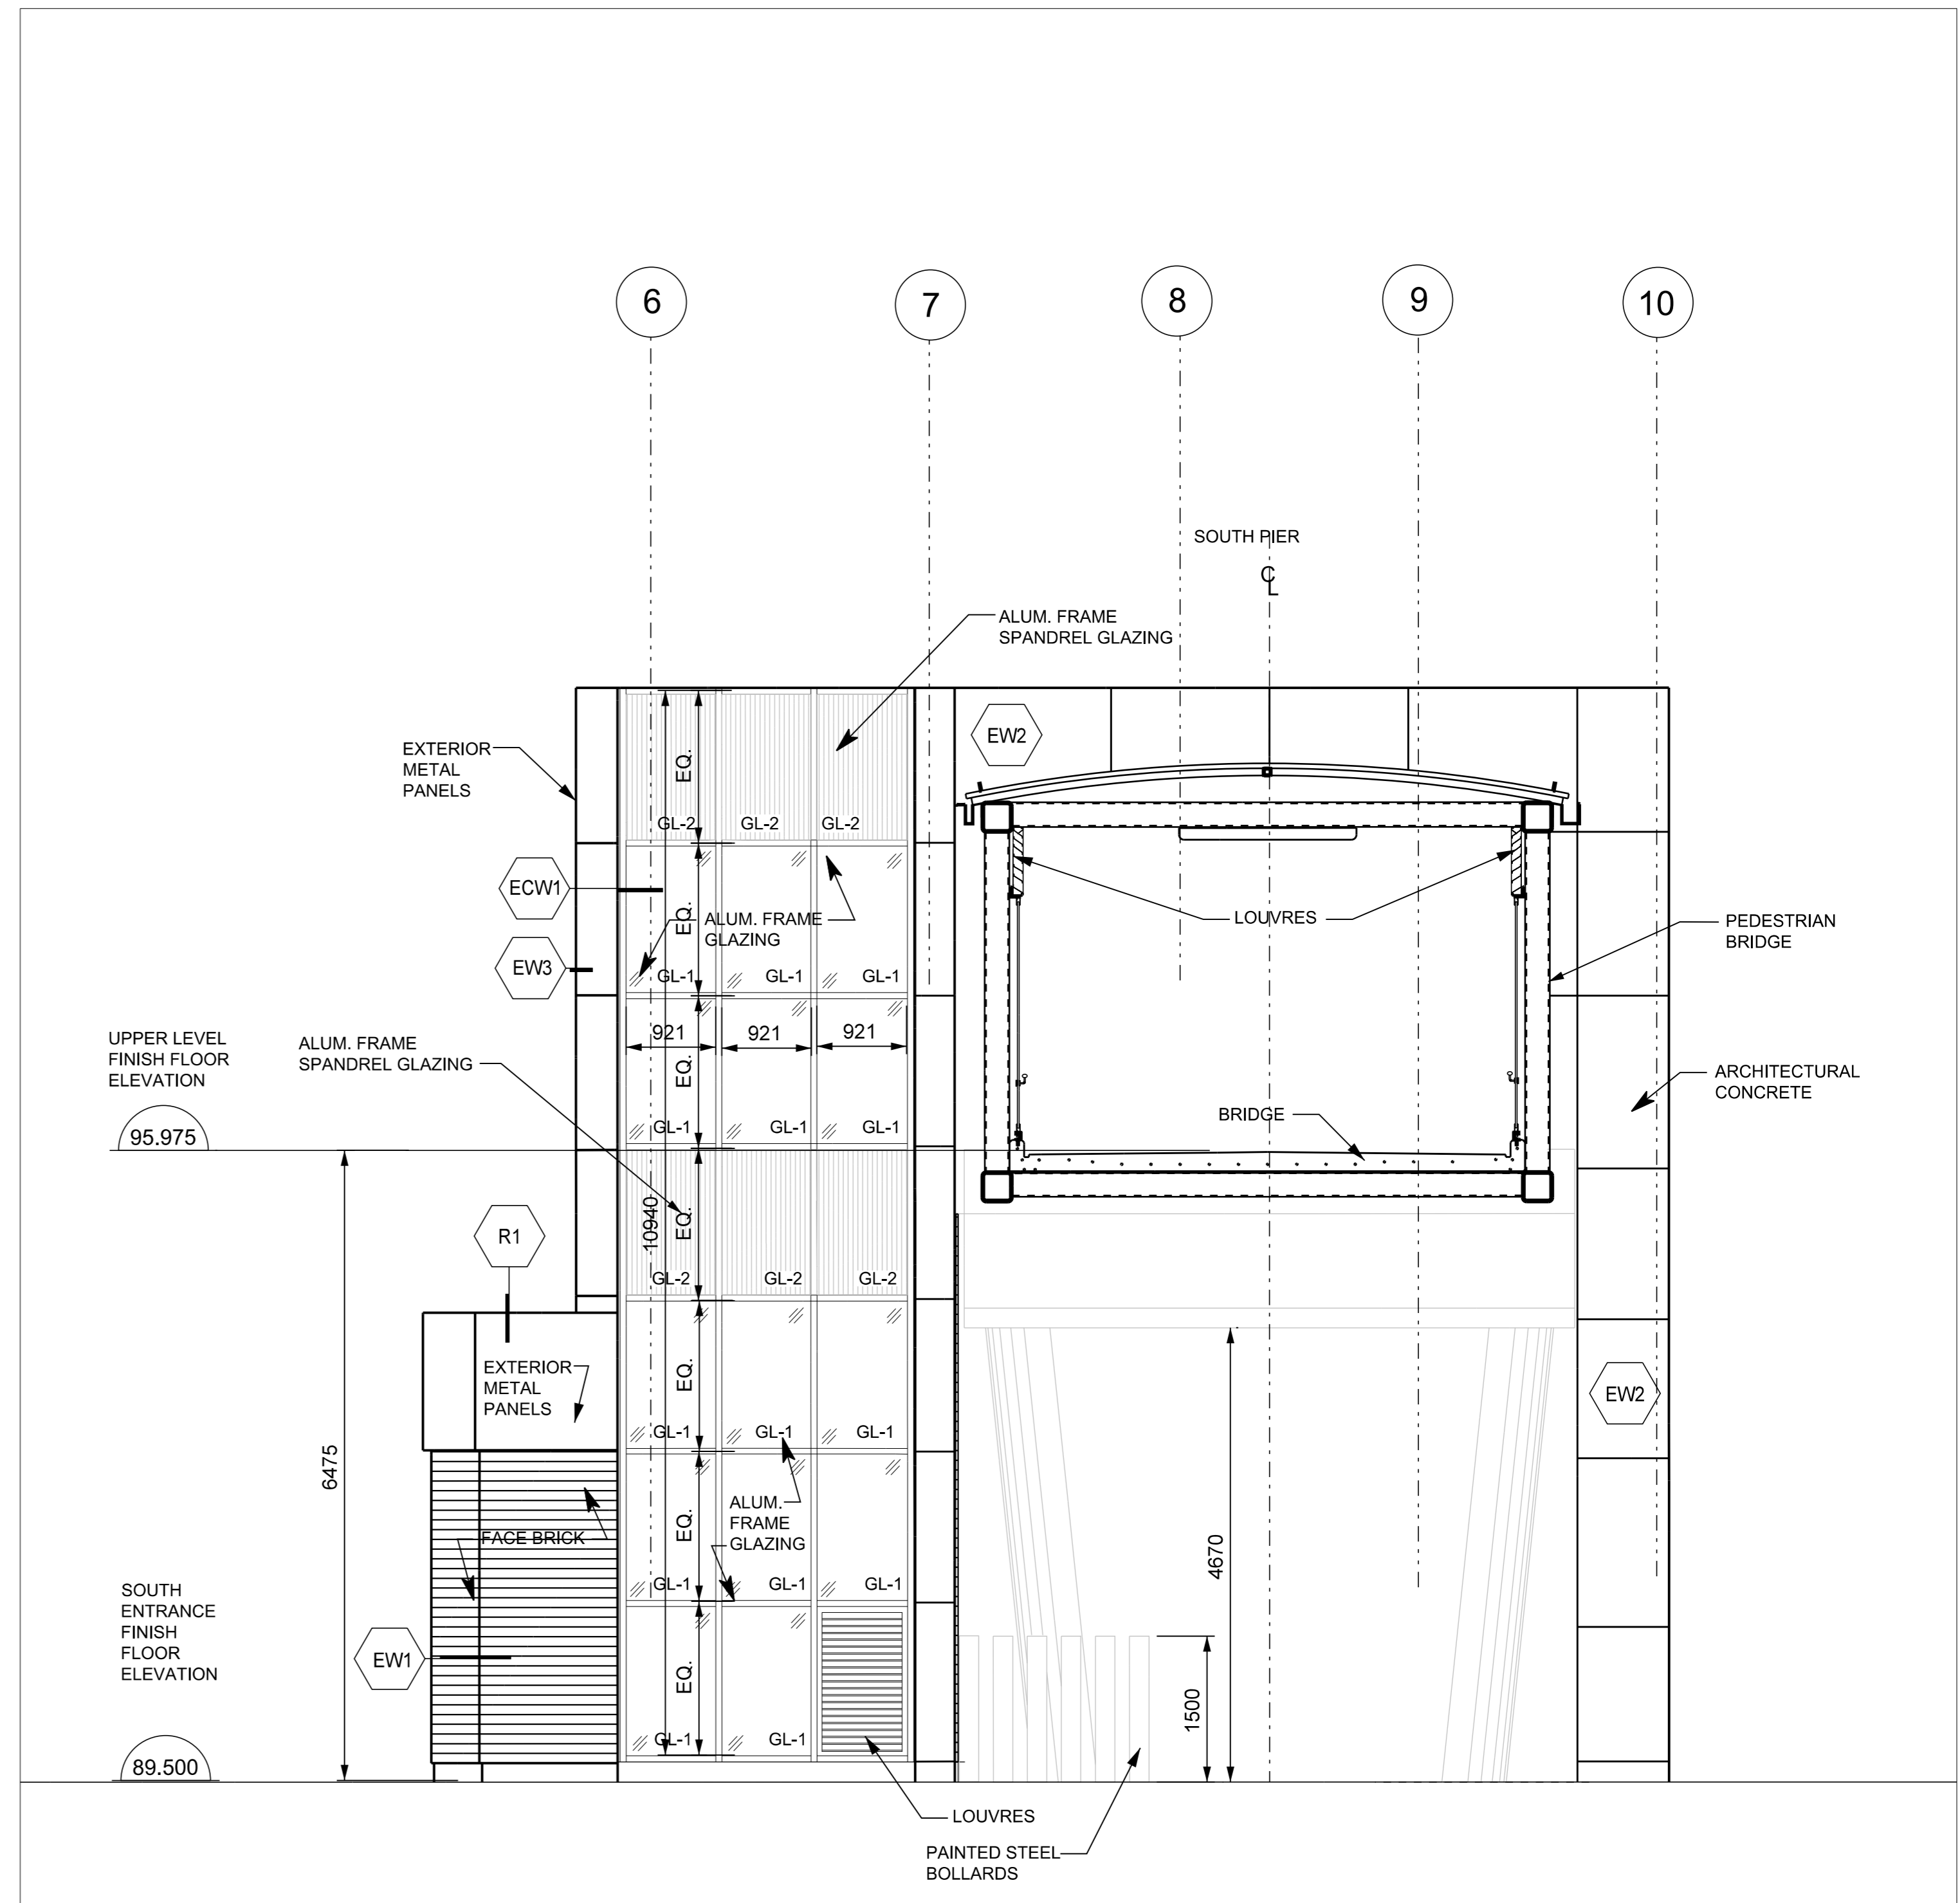 6
7
8
9
10
SOUTH PIER
CL
ALUM. FRAME
SPANDREL GLAZING
EXTERIOR
METAL
PANELS
EW2
EQ.
GL-2
GL-2
GL-2
ECW1
EQ.
ALUM. FRAME
GLAZING
LOUVRES
PEDESTRIAN
BRIDGE
EW3
GL-1
GL-1
GL-1
921
921
921
UPPER LEVEL
FINISH FLOOR
ELEVATION
95.975
ALUM. FRAME
SPANDREL GLAZING
EQ.
ARCHITECTURAL
CONCRETE
BRIDGE
GL-1
GL-1
GL-1
10940
EQ.
R1
GL-2
GL-2
GL-2
EXTERIOR
METAL
PANELS
EQ.
EW2
GL-1
GL-1
GL-1
6475
ALUM.
FRAME
GLAZING
EQ.
FACE BRICK
4670
GL-1
GL-1
GL-1
SOUTH
ENTRANCE
FINISH
FLOOR
ELEVATION
89.500
EW1
EQ.
1500
GL-1
GL-1
LOUVRES
PAINTED STEEL
BOLLARDS